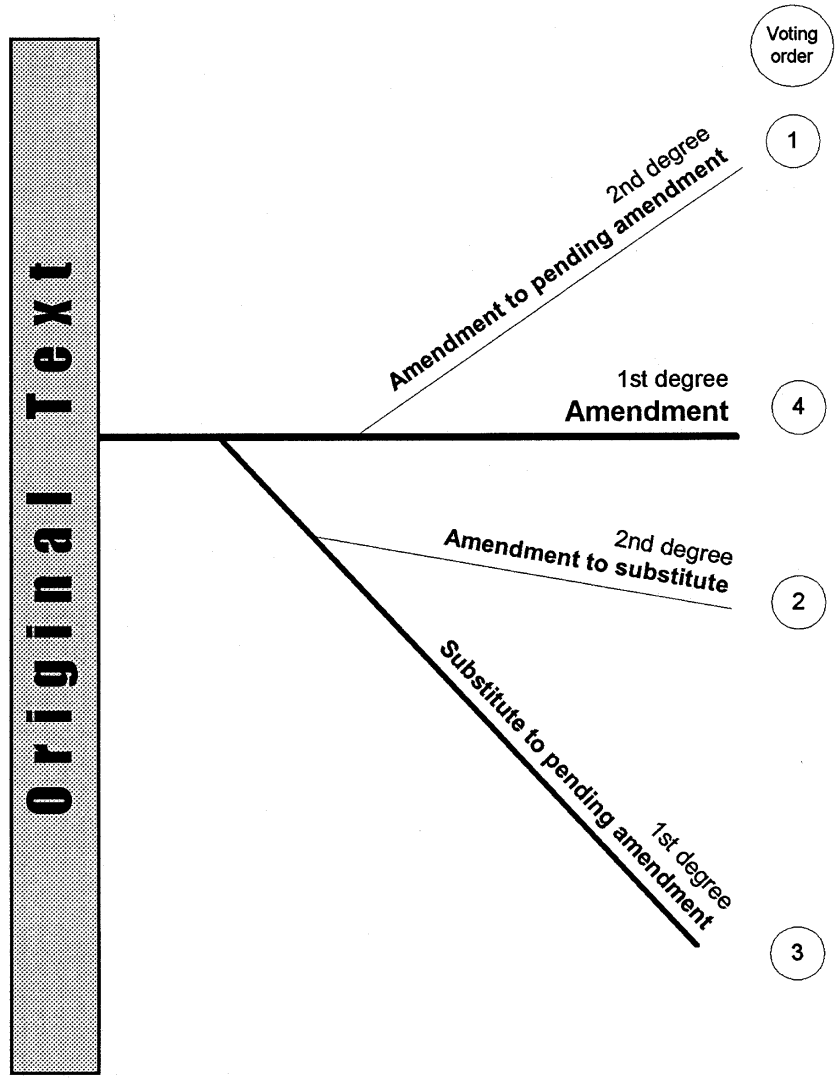 Voting
order
Original Text
2nd degree
Amendment to pending amendment
1
1st degree
Amendment
4
2nd degree
Amendment to substitute
2
1st degree
Substitute to pending amendment
3